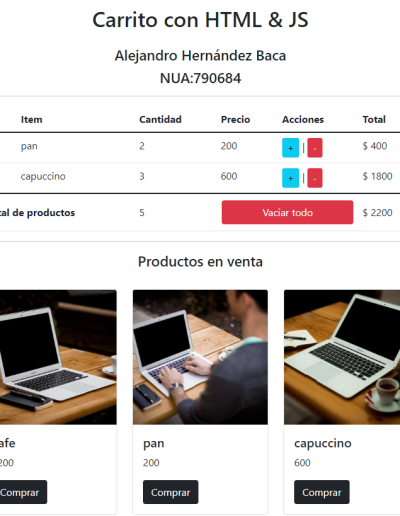 Carrito con HTML & JS
Alejandro Hernández Baca
NUA:790684
Item Cantidad Precio Acciones Total
pan 2 200 + | - $ 400
capuccino 3 600 + | - $ 1800
tal de productos 5 Vaciar todo $ 2200
Productos en venta
afe pan capuccino
200 200 600
Comprar Comprar Comprar